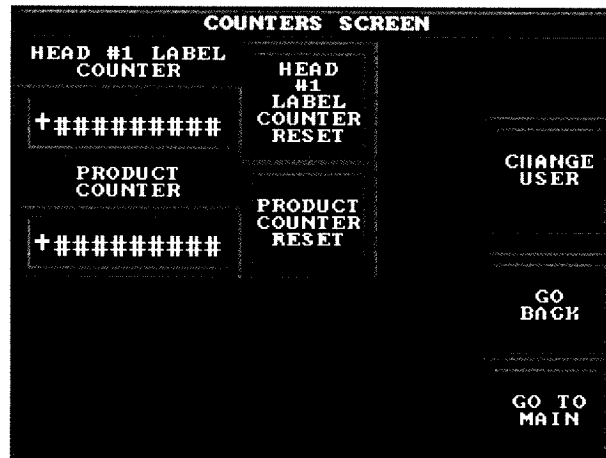 COUNTERS SCREEN
HEAD #1 LABEL
COUNTER
+#########
PRODUCT
COUNTER
+#########
HEAD
#1
LABEL
COUNTER
RESET
PRODUCT
COUNTER
RESET
CHANGE
USER
GO
BACK
GO TO
MAIN